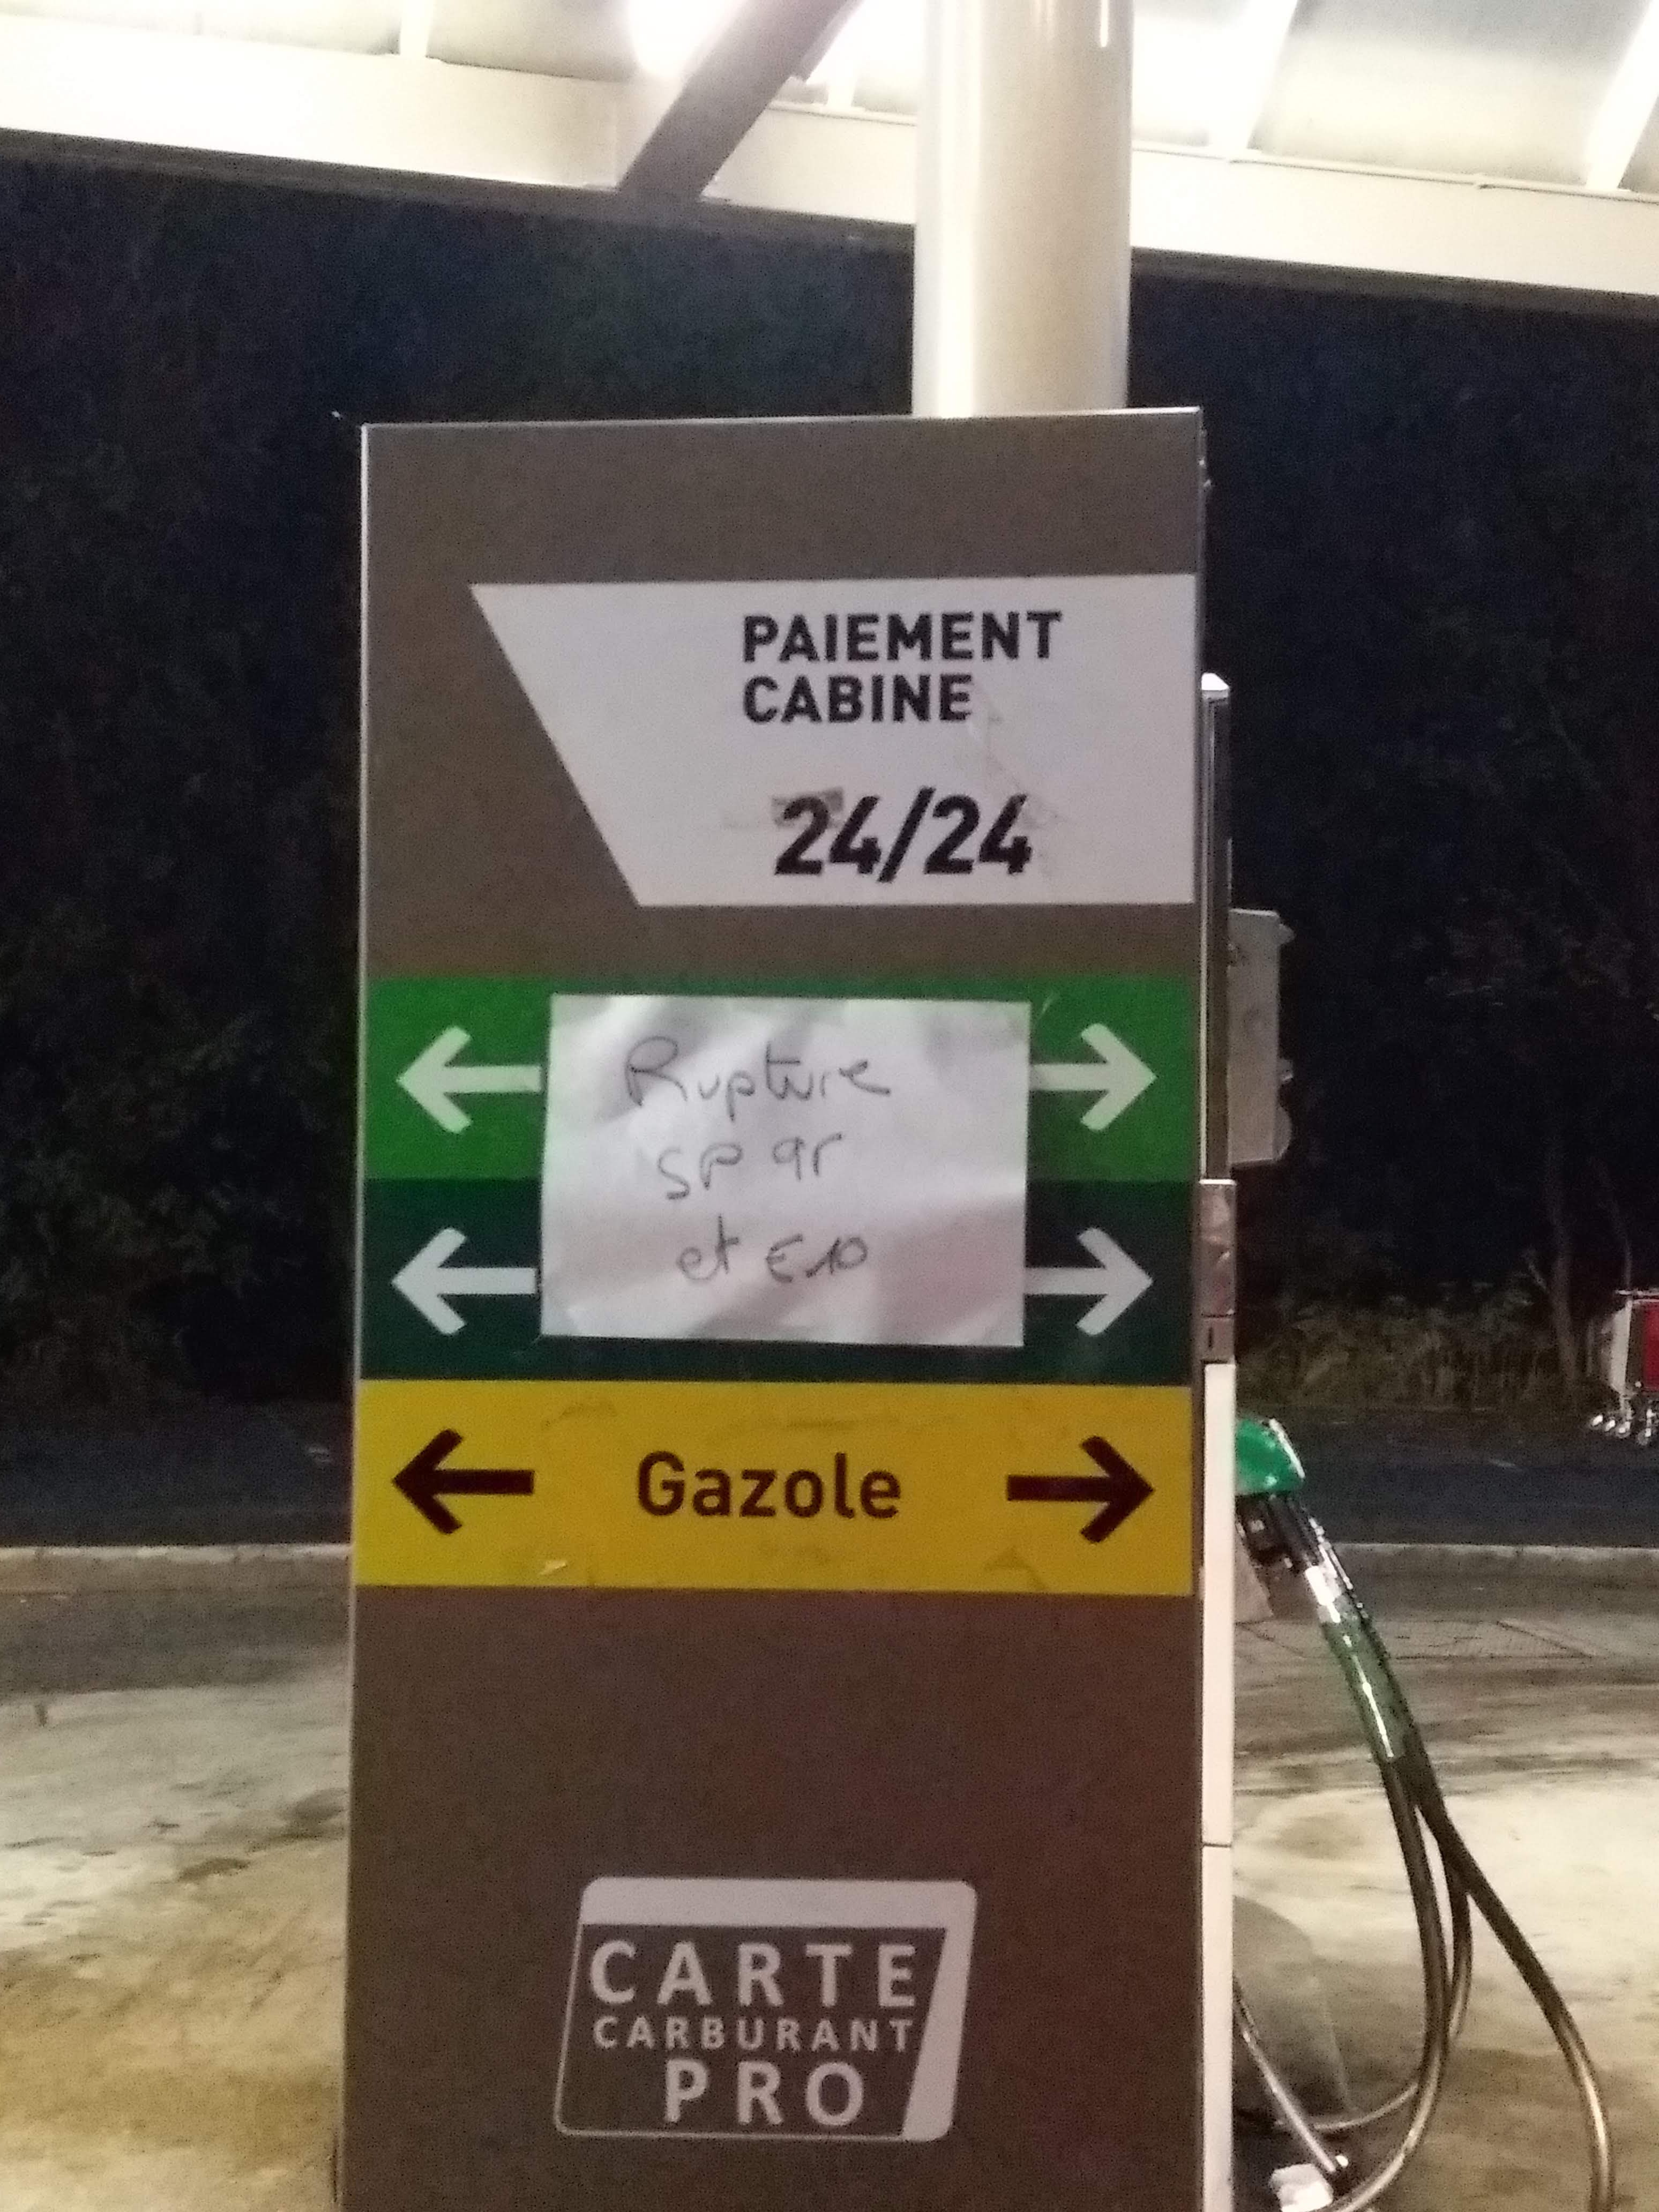 PAIEMENT
CABINE
24/24
Rupture
SP 95
et E10
Gazole
CARTE
CARBURANT
PRO